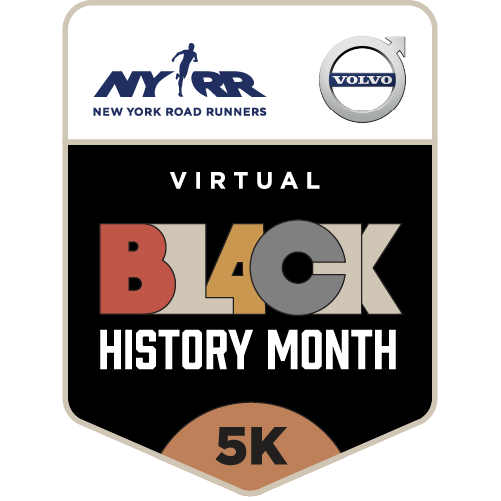 NYRR
NEW YORK ROAD RUNNERS
VOLVO
VIRTUAL
BL4CK
HISTORY MONTH
5K